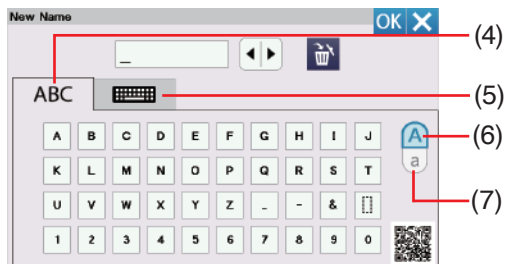 New Name
OK
_
(4)
ABC
(5)
A B C D E F G H I J
A
(6)
K L M N O P Q R S T
a
(7)
U V W X Y Z _ - &
1 2 3 4 5 6 7 8 9 0